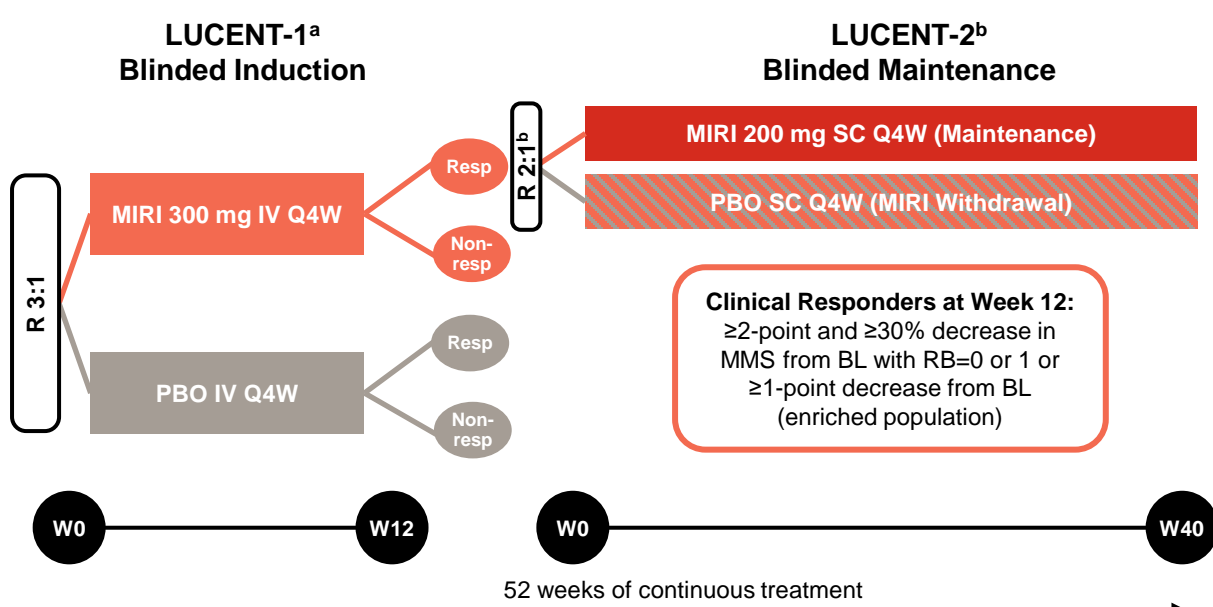 LUCENT-1ᵃ
Blinded Induction
LUCENT-2ᵇ
Blinded Maintenance
R 3:1
MIRI 300 mg IV Q4W
Resp
Non-
resp
PBO IV Q4W
Resp
Non-
resp
R 2:1ᵇ
MIRI 200 mg SC Q4W (Maintenance)
PBO SC Q4W (MIRI Withdrawal)
Clinical Responders at Week 12:
≥2-point and ≥30% decrease in
MMS from BL with RB=0 or 1 or
≥1-point decrease from BL
(enriched population)
W0
W12
W0
W40
52 weeks of continuous treatment